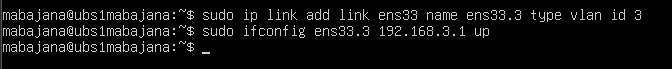 mabajana@ubs1mabajana:~$ sudo ip link add link ens33 name ens33.3 type vlan id 3
mabajana@ubs1mabajana:~$ sudo ifconfig ens33.3 192.168.3.1 up
mabajana@ubs1mabajana:~$ _